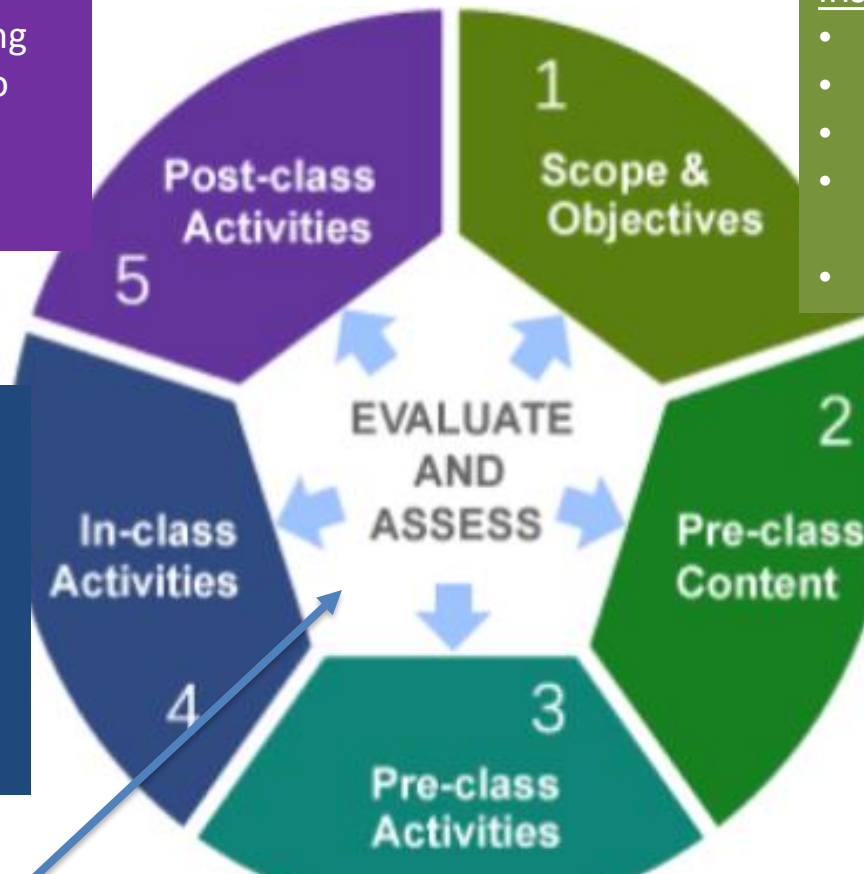 1
Scope &
Objectives
2
Pre-class
Content
3
Pre-class
Activities
4
In-class
Activities
5
Post-class
Activities
EVALUATE
AND
ASSESS